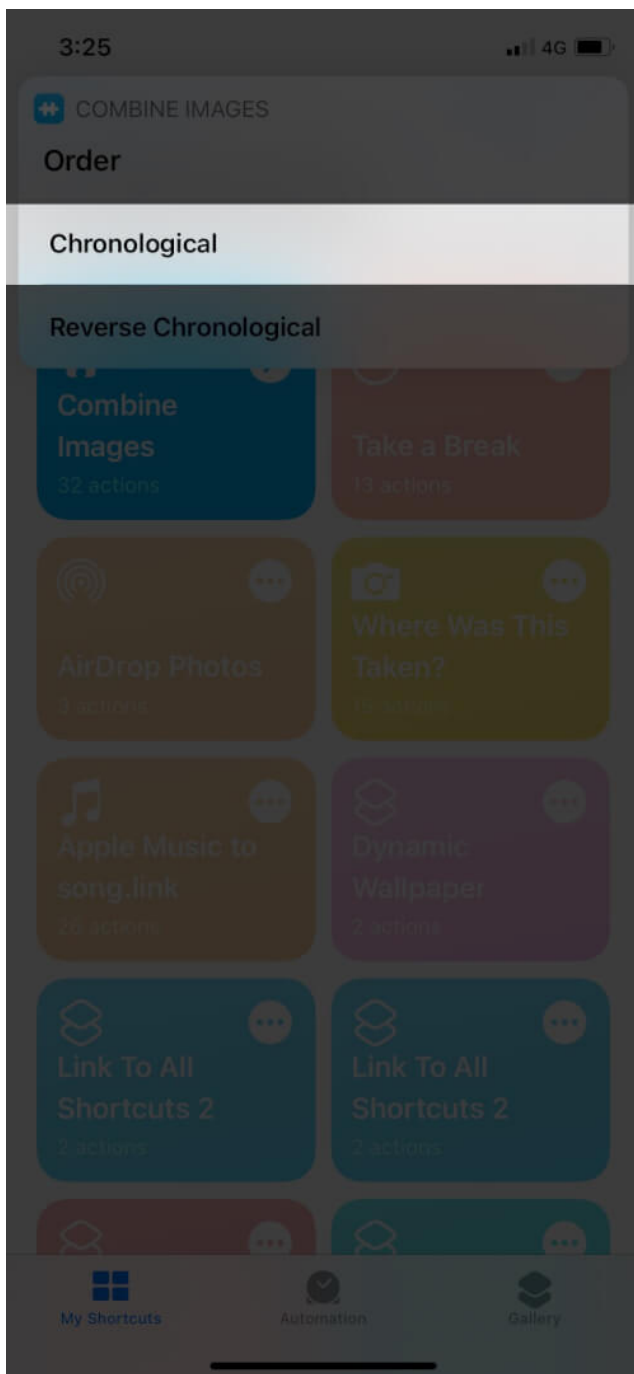 3:25
4G
COMBINE IMAGES
Order
Chronological
Reverse Chronological
Combine
Images
32 actions
Take a Break
13 actions
AirDrop Photos
3 actions
Where Was This
Taken?
Apple Music to
song.link
26 actions
Dynamic
Wallpaper
2 actions
Link To All
Shortcuts 2
2 actions
Link To All
Shortcuts 2
2 actions
My Shortcuts
Automation
Gallery